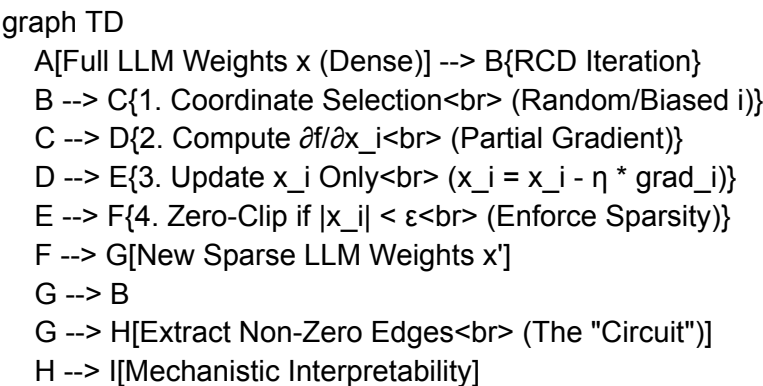 graph TD
A[Full LLM Weights x (Dense)] --> B{RCD Iteration}
B --> C{1. Coordinate Selection<br> (Random/Biased i)}
C --> D{2. Compute ∂f/∂x_i<br> (Partial Gradient)}
D --> E{3. Update x_i Only<br> (x_i = x_i - η * grad_i)}
E --> F{4. Zero-Clip if |x_i| < ε<br> (Enforce Sparsity)}
F --> G[New Sparse LLM Weights x']
G --> B
G --> H[Extract Non-Zero Edges<br> (The "Circuit")]
H --> I[Mechanistic Interpretability]